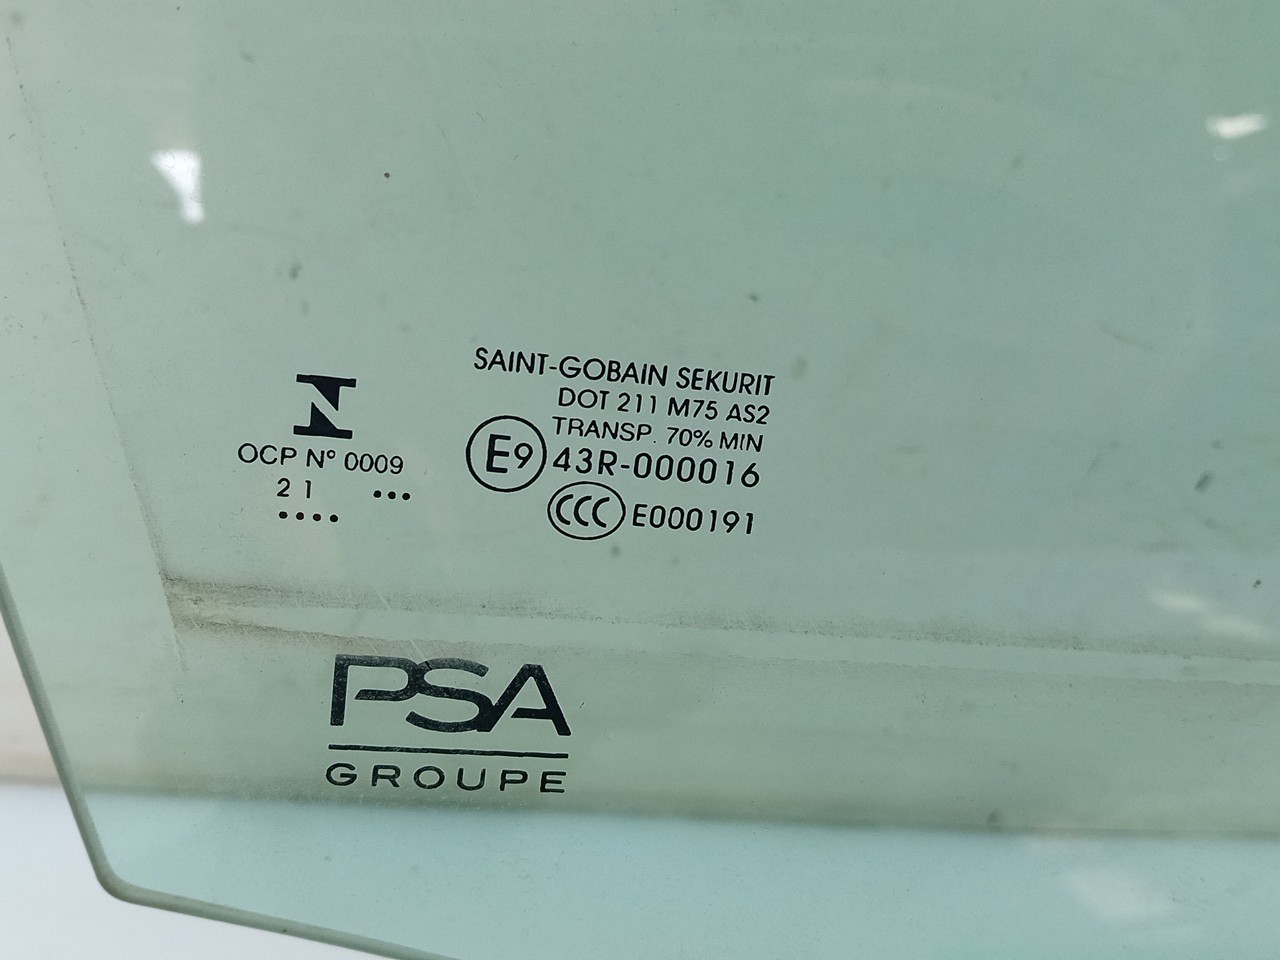 SAINT-GOBAIN SEKURIT
DOT 211 M75 AS2
TRANSP. 70% MIN
E9 43R-000016
CCC E000191
N
OCP Nº 0009
21 •••
••••
PSA
GROUPE